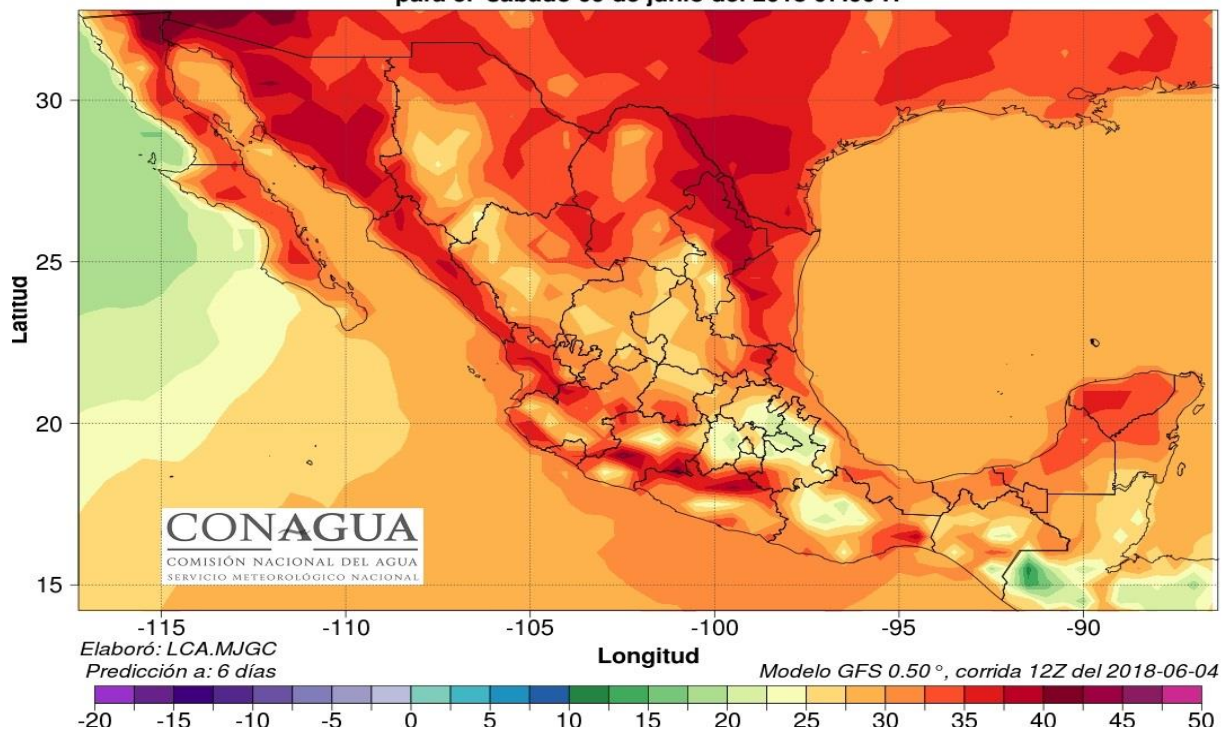 30
25
20
15
Latitud
CONAGUA
COMISIÓN NACIONAL DEL AGUA
SERVICIO METEOROLÓGICO NACIONAL
-115 -110 -105 -100 -95 -90
Elaboró: LCA.MJGC
Longitud
Predicción a: 6 días
Modelo GFS 0.50°, corrida 12Z del 2018-06-04
-20 -15 -10 -5 0 5 10 15 20 25 30 35 40 45 50